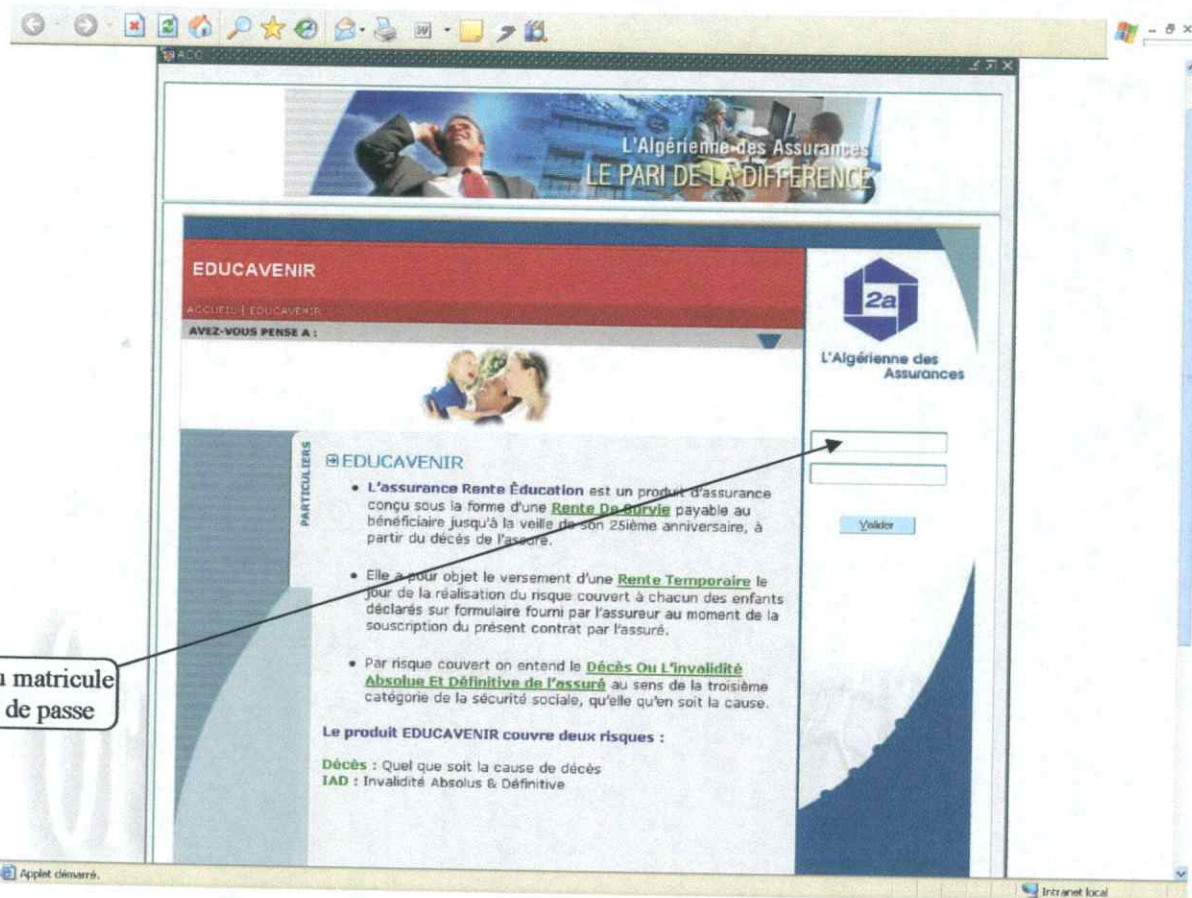 ACC
L'Algérienne des Assurances
LE PARI DE LA DIFFERENCE
EDUCAVENIR
ACCUEIL | EDUCAVENIR
AVEZ-VOUS PENSE A :
2a
L'Algérienne des
Assurances
PARTICULIERS
EDUCAVENIR
• L'assurance Rente Éducation est un produit d'assurance
conçu sous la forme d'une Rente De Survie payable au
bénéficiaire jusqu'à la veille de son 25ième anniversaire, à
partir du décés de l'assuré.
• Elle a pour objet le versement d'une Rente Temporaire le
jour de la réalisation du risque couvert à chacun des enfants
déclarés sur formulaire fourni par l'assureur au moment de la
souscription du présent contrat par l'assuré.
• Par risque couvert on entend le Décès Ou L'invalidité
Absolue Et Définitive de l'assuré au sens de la troisième
catégorie de la sécurité sociale, qu'elle qu'en soit la cause.
Le produit EDUCAVENIR couvre deux risques :
Décès : Quel que soit la cause de décès
IAD : Invalidité Absolus & Définitive
Valider
u matricule
de passe
Applet démarré.
Intranet local